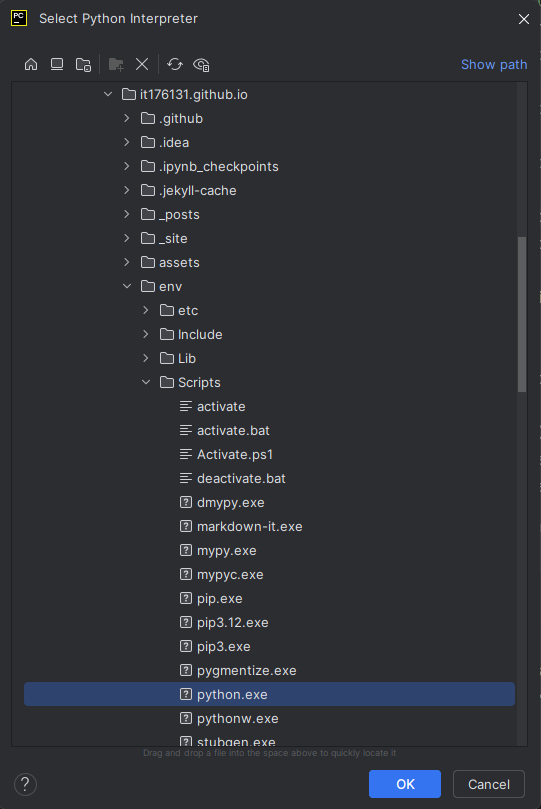 PC
Select Python Interpreter
Show path
it176131.github.io
.github
.idea
.ipynb_checkpoints
.jekyll-cache
_posts
_site
assets
env
etc
Include
Lib
Scripts
activate
activate.bat
Activate.ps1
deactivate.bat
dmypy.exe
markdown-it.exe
mypy.exe
mypyc.exe
pip.exe
pip3.12.exe
pip3.exe
pygmentize.exe
python.exe
pythonw.exe
stubgen.exe
Drag and drop a file into the space above to quickly locate it
?
OK
Cancel